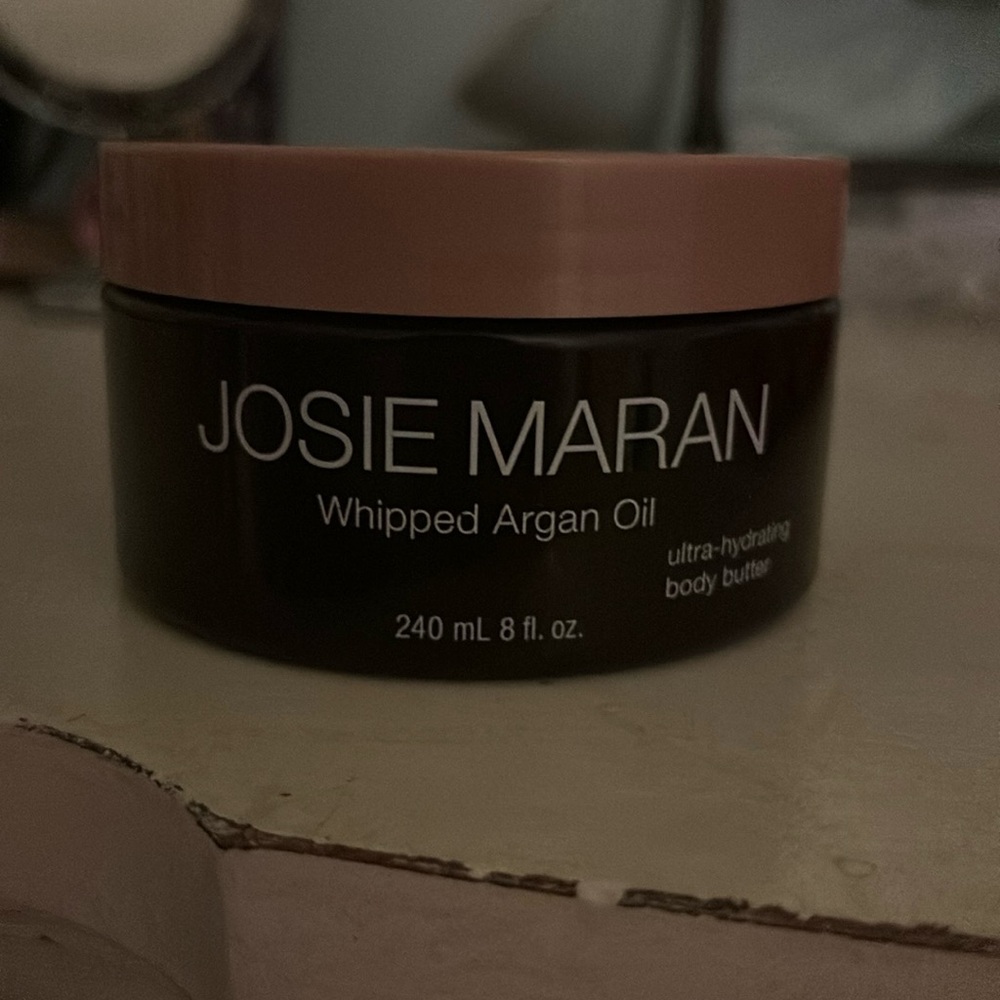 JOSIE MARAN
Whipped Argan Oil
ultra-hydrating
body butter
240 mL 8 fl. oz.